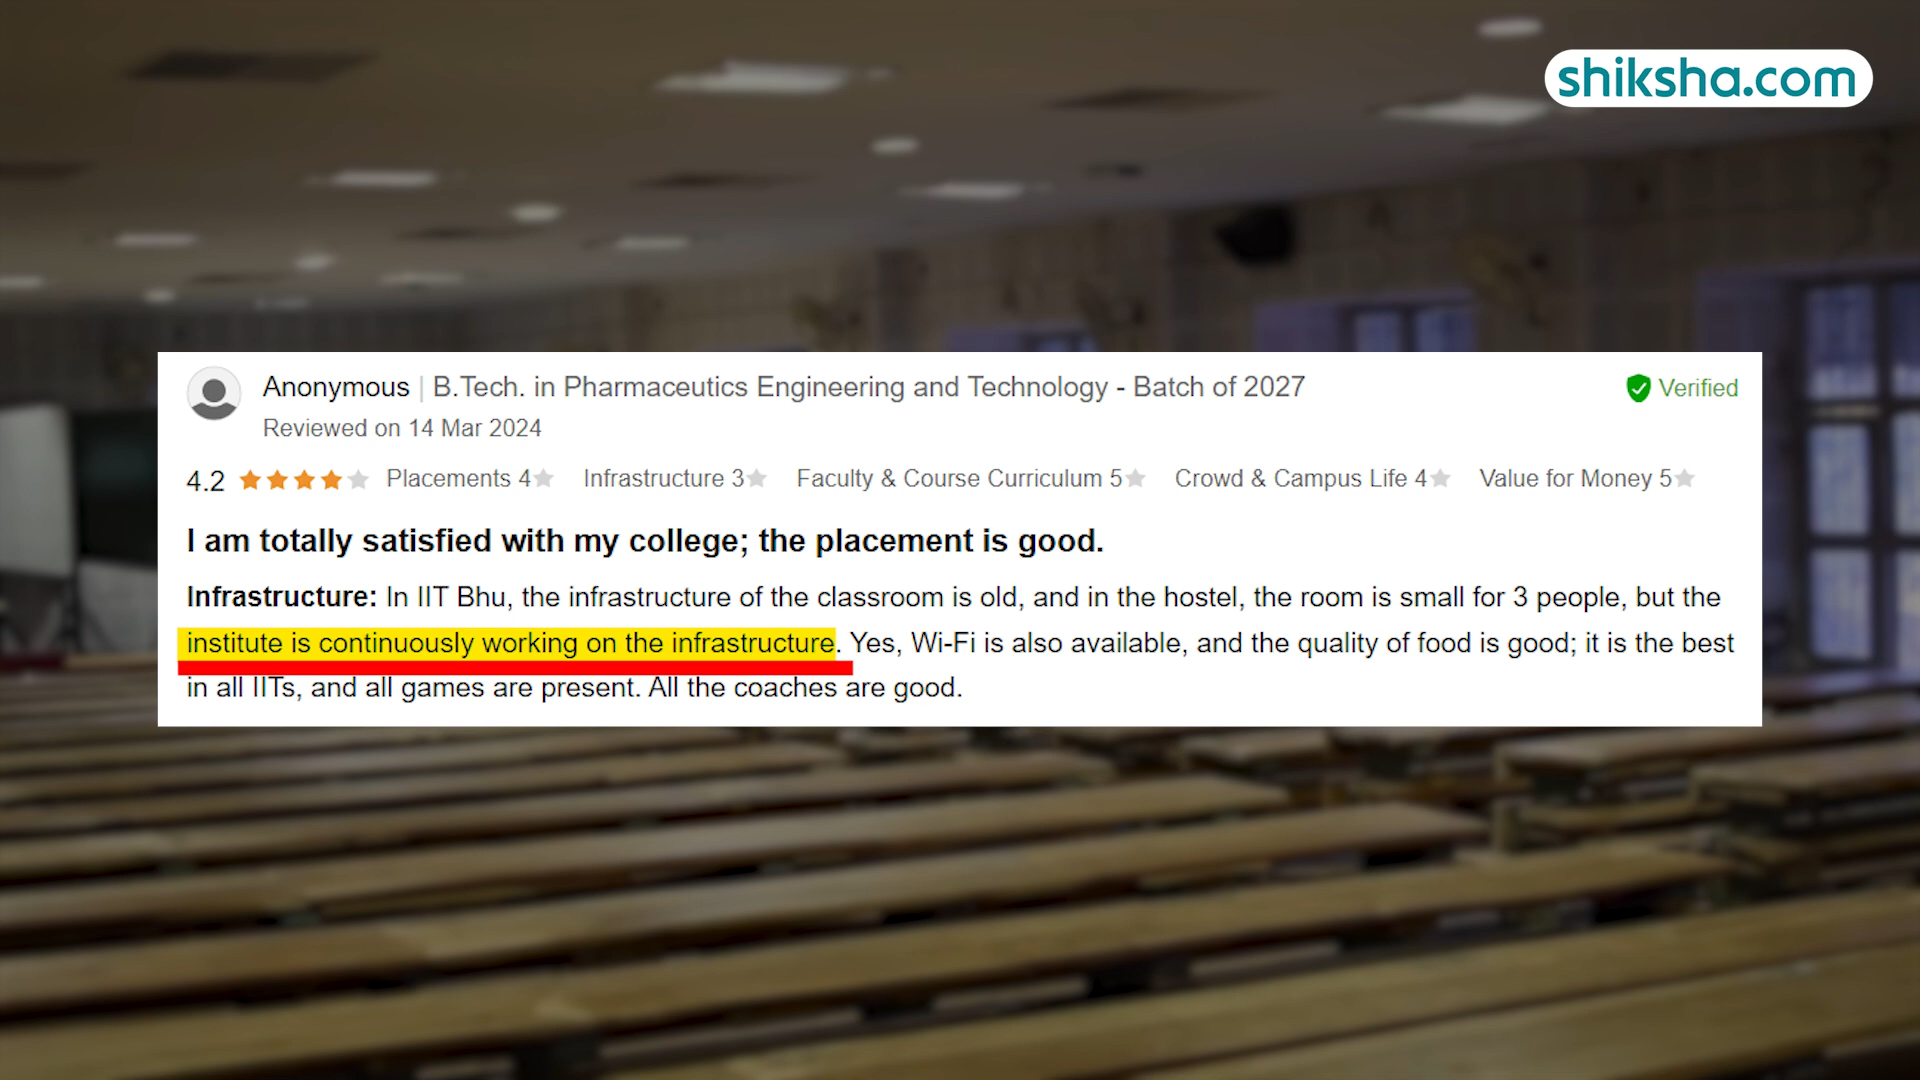 shiksha.com
Anonymous | B.Tech. in Pharmaceutics Engineering and Technology - Batch of 2027
Verified
Reviewed on 14 Mar 2024
4.2 Placements 4 Infrastructure 3 Faculty & Course Curriculum 5 Crowd & Campus Life 4 Value for Money 5
I am totally satisfied with my college; the placement is good.
Infrastructure: In IIT Bhu, the infrastructure of the classroom is old, and in the hostel, the room is small for 3 people, but the
institute is continuously working on the infrastructure. Yes, Wi-Fi is also available, and the quality of food is good; it is the best
in all IITs, and all games are present. All the coaches are good.